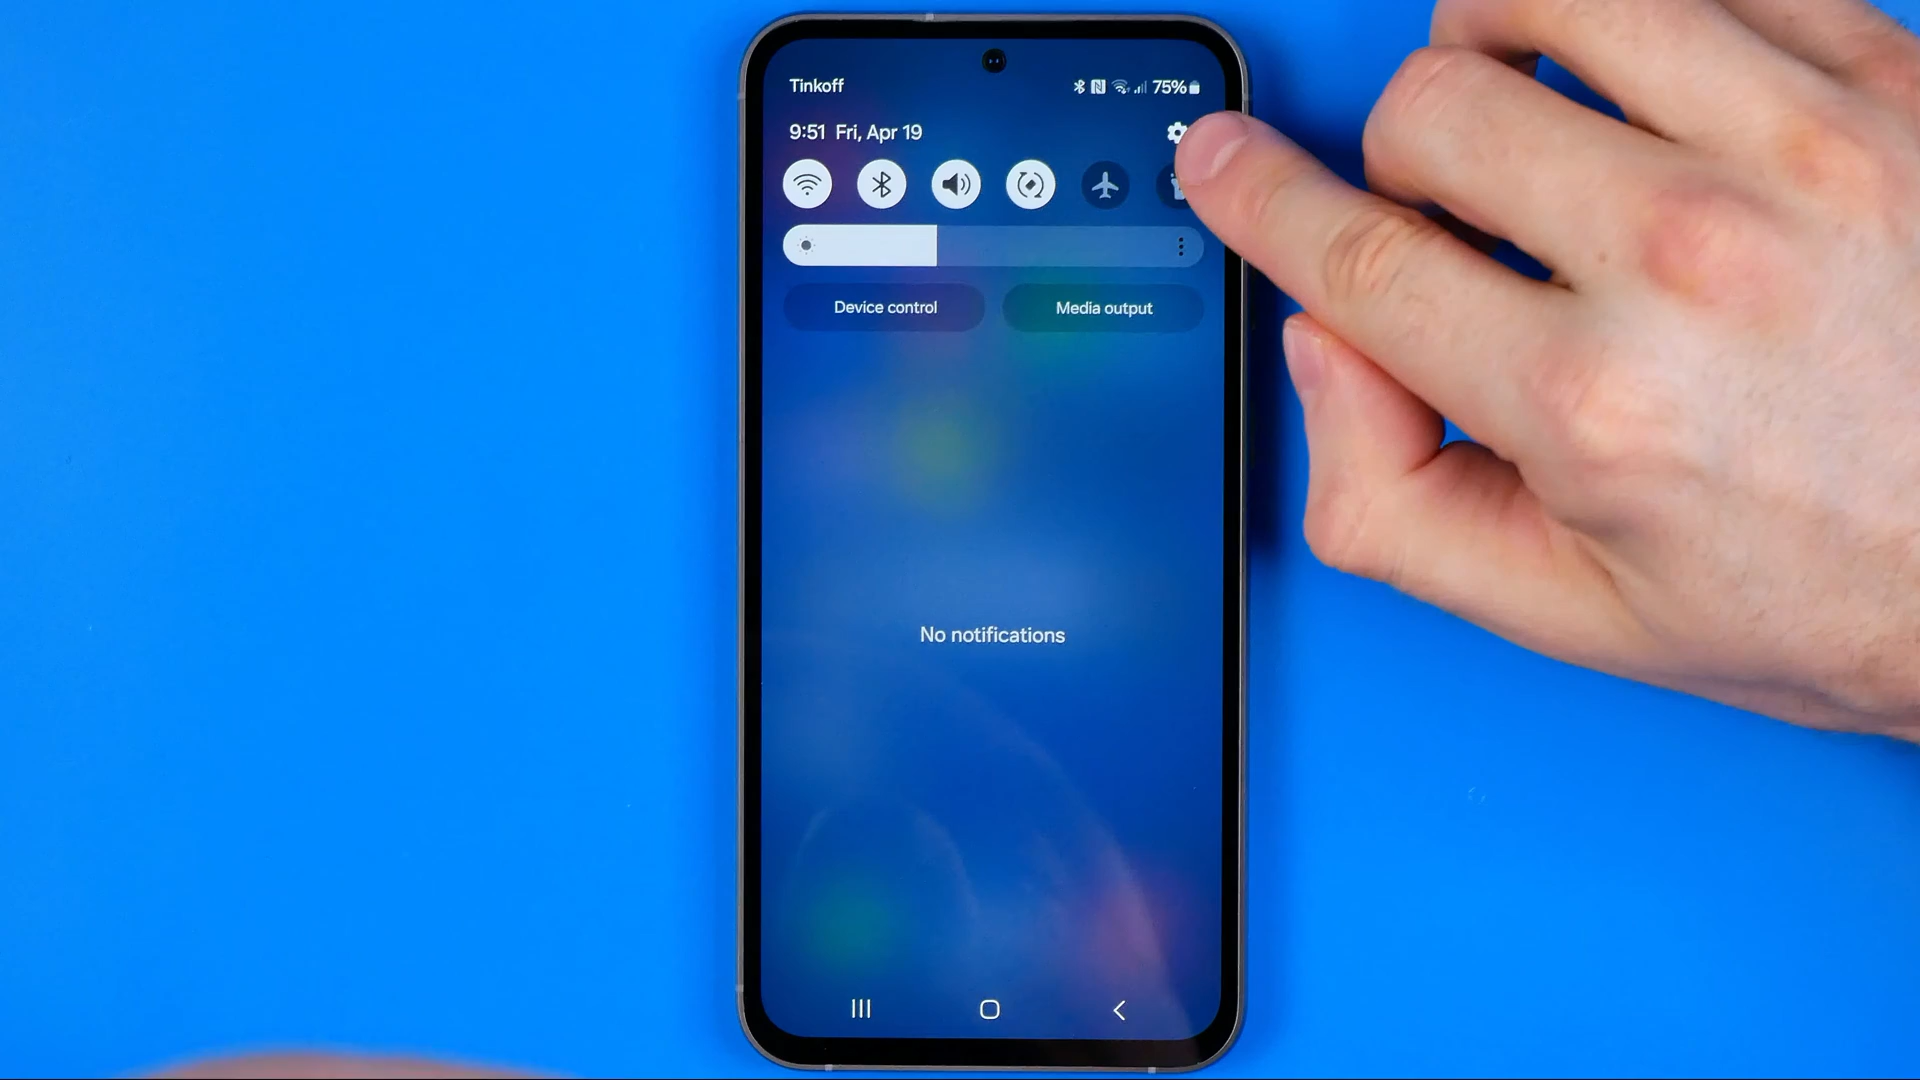 Tinkoff
75%
9:51 Fri, Apr 19
Device control
Media output
No notifications